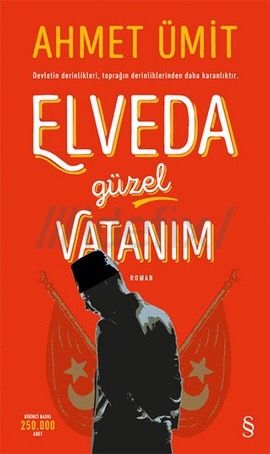 AHMET ÜMİT
Devletin derinlikleri, toprağın derinliklerinden daha karanlıktır.
ELVEDA
güzel
VATANIM
ROMAN
BİRİNCİ BASKI
250.000
ADET